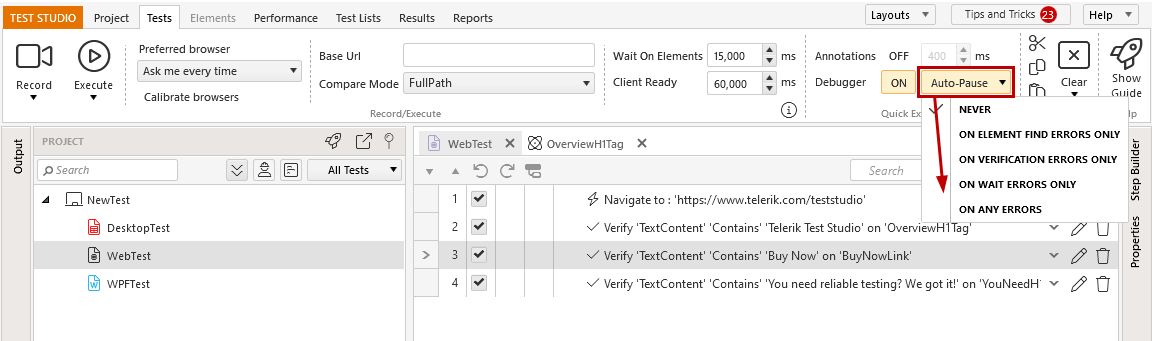 TEST STUDIO Project Tests Elements Performance Test Lists Results Reports Layouts Tips and Tricks 23 Help
Preferred browser Base Url Wait On Elements 15,000 ms Annotations OFF 400 ms
Record Execute Ask me every time Compare Mode FullPath Client Ready 60,000 ms Debugger ON Auto-Pause Clear Show
Guide
Calibrate browsers
Record/Execute Quick Ex
NEVER
ON ELEMENT FIND ERRORS ONLY
ON VERIFICATION ERRORS ONLY
ON WAIT ERRORS ONLY
ON ANY ERRORS
Output
PROJECT
Search All Tests
NewTest
DesktopTest
WebTest
WPFTest
WebTest OverviewH1Tag
Search
1 Navigate to : 'https://www.telerik.com/teststudio'
2 Verify 'TextContent' 'Contains' 'Telerik Test Studio' on 'OverviewH1Tag'
3 Verify 'TextContent' 'Contains' 'Buy Now' on 'BuyNowLink'
4 Verify 'TextContent' 'Contains' 'You need reliable testing? We got it!' on 'YouNeedH1
Step Builder
Properties